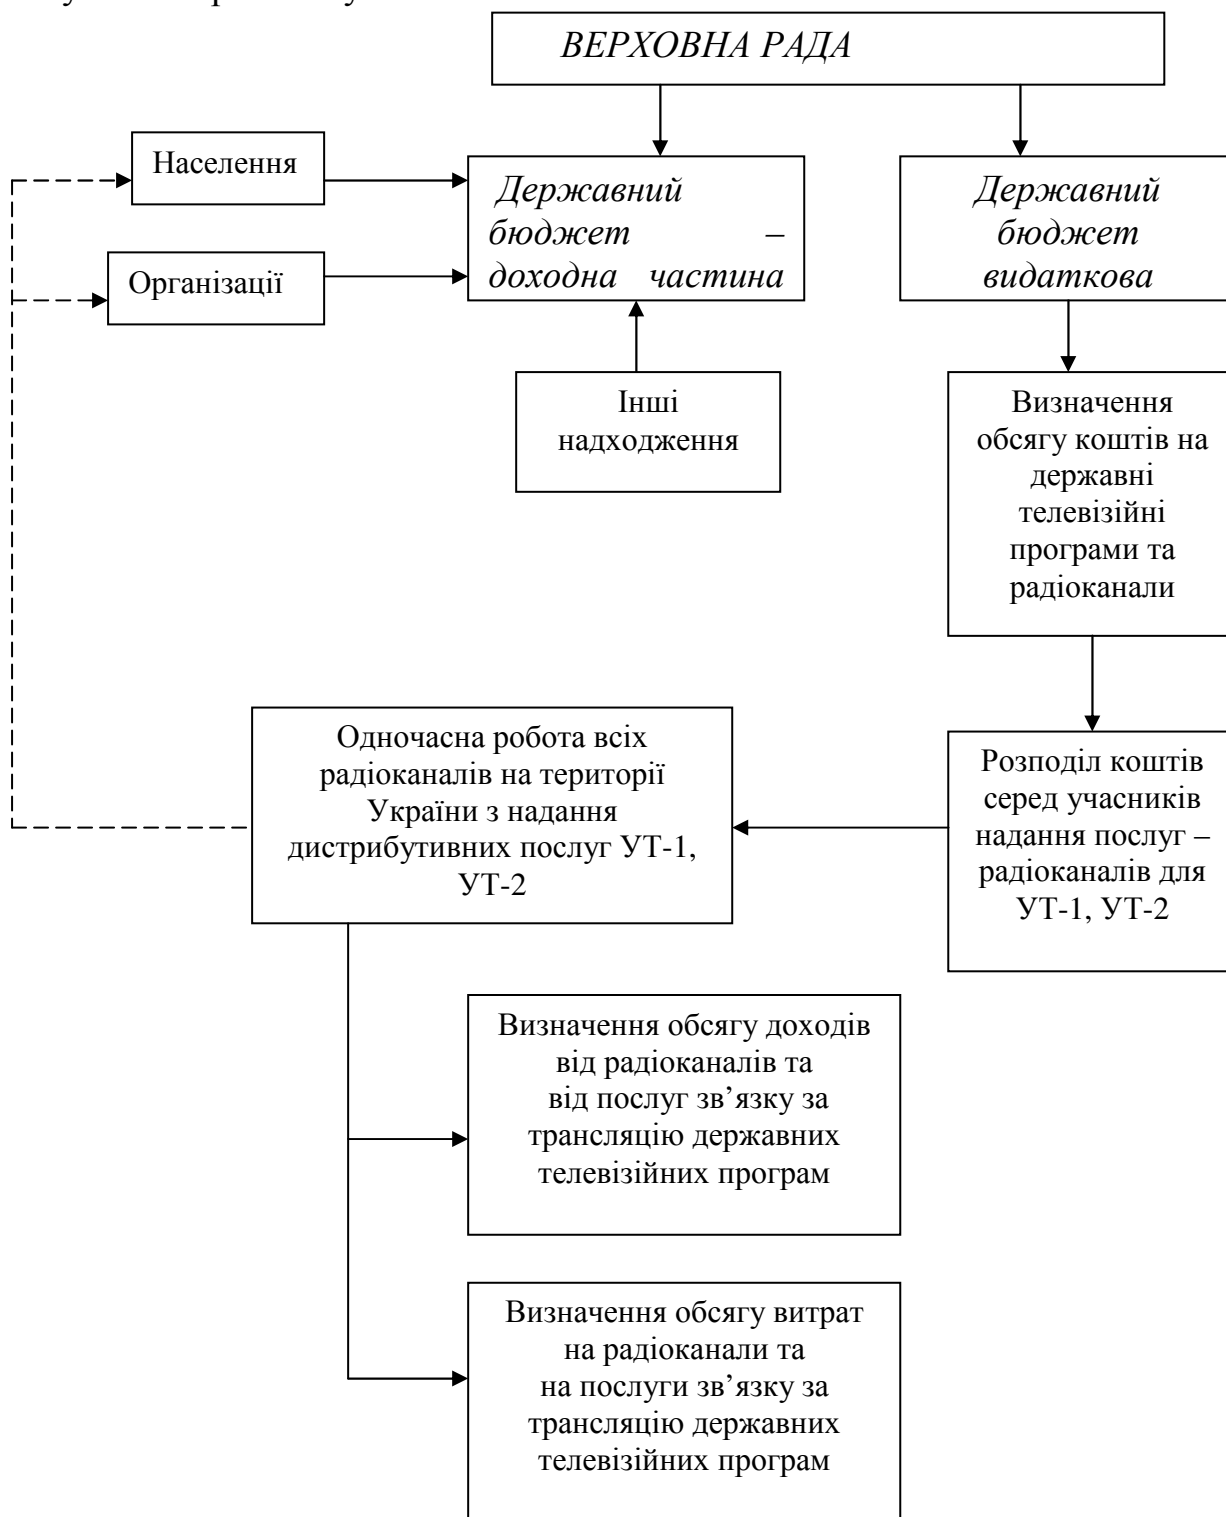 ВЕРХОВНА РАДА
Населення
Організації
Державний
бюджет –
доходна частина
Державний
бюджет
видаткова
Інші
надходження
Визначення
обсягу коштів на
державні
телевізійні
програми та
радіоканали
Одночасна робота всіх
радіоканалів на території
України з надання
дистрибутивних послуг УТ-1,
УТ-2
Розподіл коштів
серед учасників
надання послуг –
радіоканалів для
УТ-1, УТ-2
Визначення обсягу доходів
від радіоканалів та
від послуг зв’язку за
трансляцію державних
телевізійних програм
Визначення обсягу витрат
на радіоканали та
на послуги зв’язку за
трансляцію державних
телевізійних програм